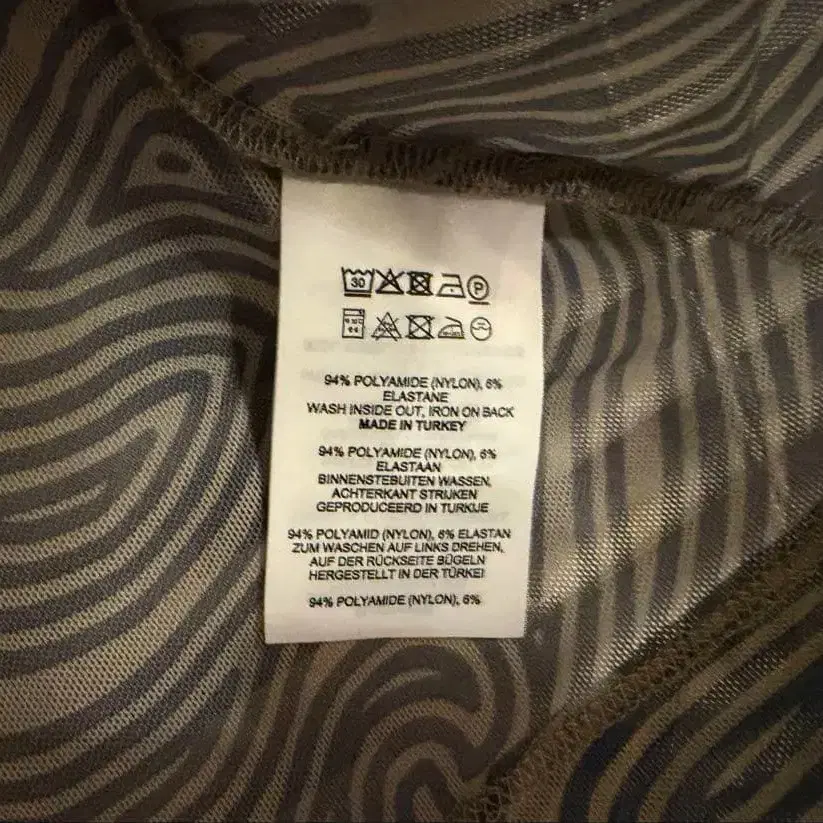 30 P
94% POLYAMIDE (NYLON), 6%
ELASTANE
WASH INSIDE OUT, IRON ON BACK
MADE IN TURKEY
94% POLYAMIDE (NYLON), 6%
ELASTAAN
BINNENSTEBUITEN WASSEN,
ACHTERKANT STRIJKEN
GEPRODUCEERD IN TURKIJE
94% POLYAMID (NYLON), 6% ELASTAN
ZUM WASCHEN AUF LINKS DREHEN,
AUF DER RÜCKSEITE BÜGELN
HERGESTELLT IN DER TÜRKEI
94% POLYAMIDE (NYLON), 6%